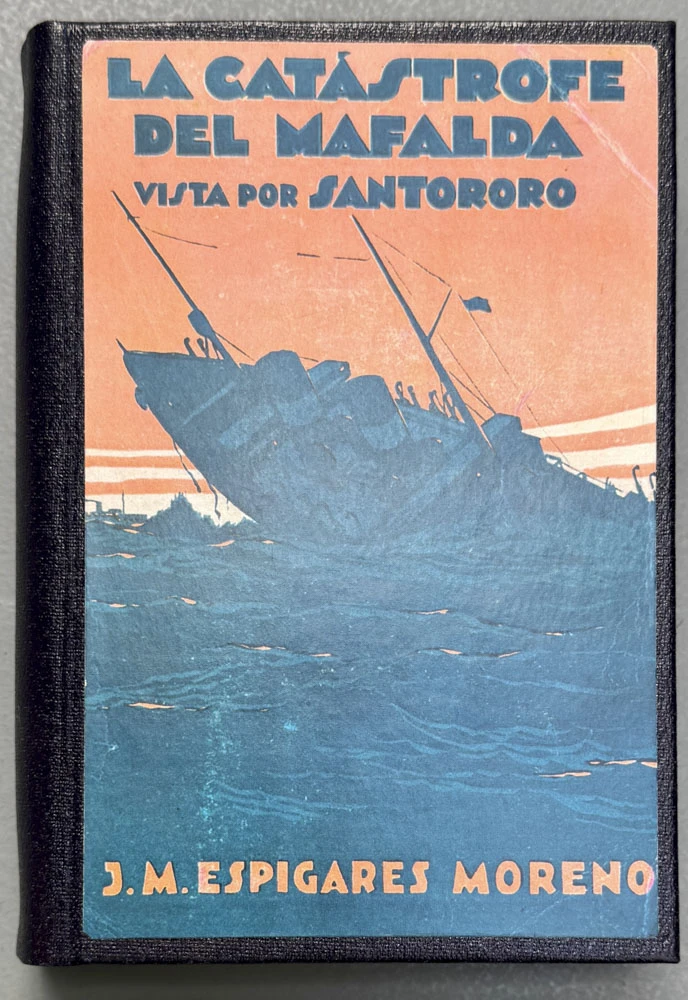 LA CATÁSTROFE
DEL MAFALDA
VISTA POR SANTORORO
J. M. ESPIGARES MORENO